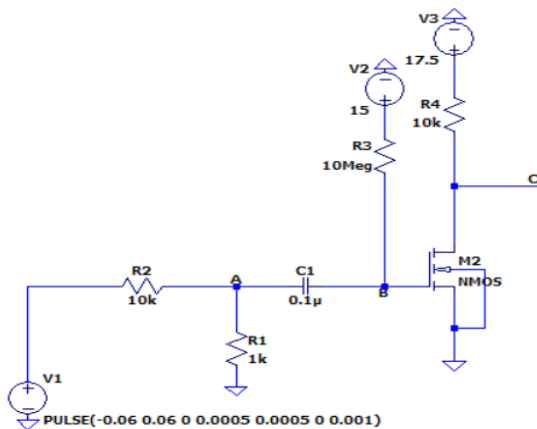 V3
17.5
V2
15
R4
10k
R3
10Meg
C
M2
NMOS
R2
10k
A
C1
0.1µ
B
R1
1k
V1
PULSE(-0.06 0.06 0 0.0005 0.0005 0 0.001)